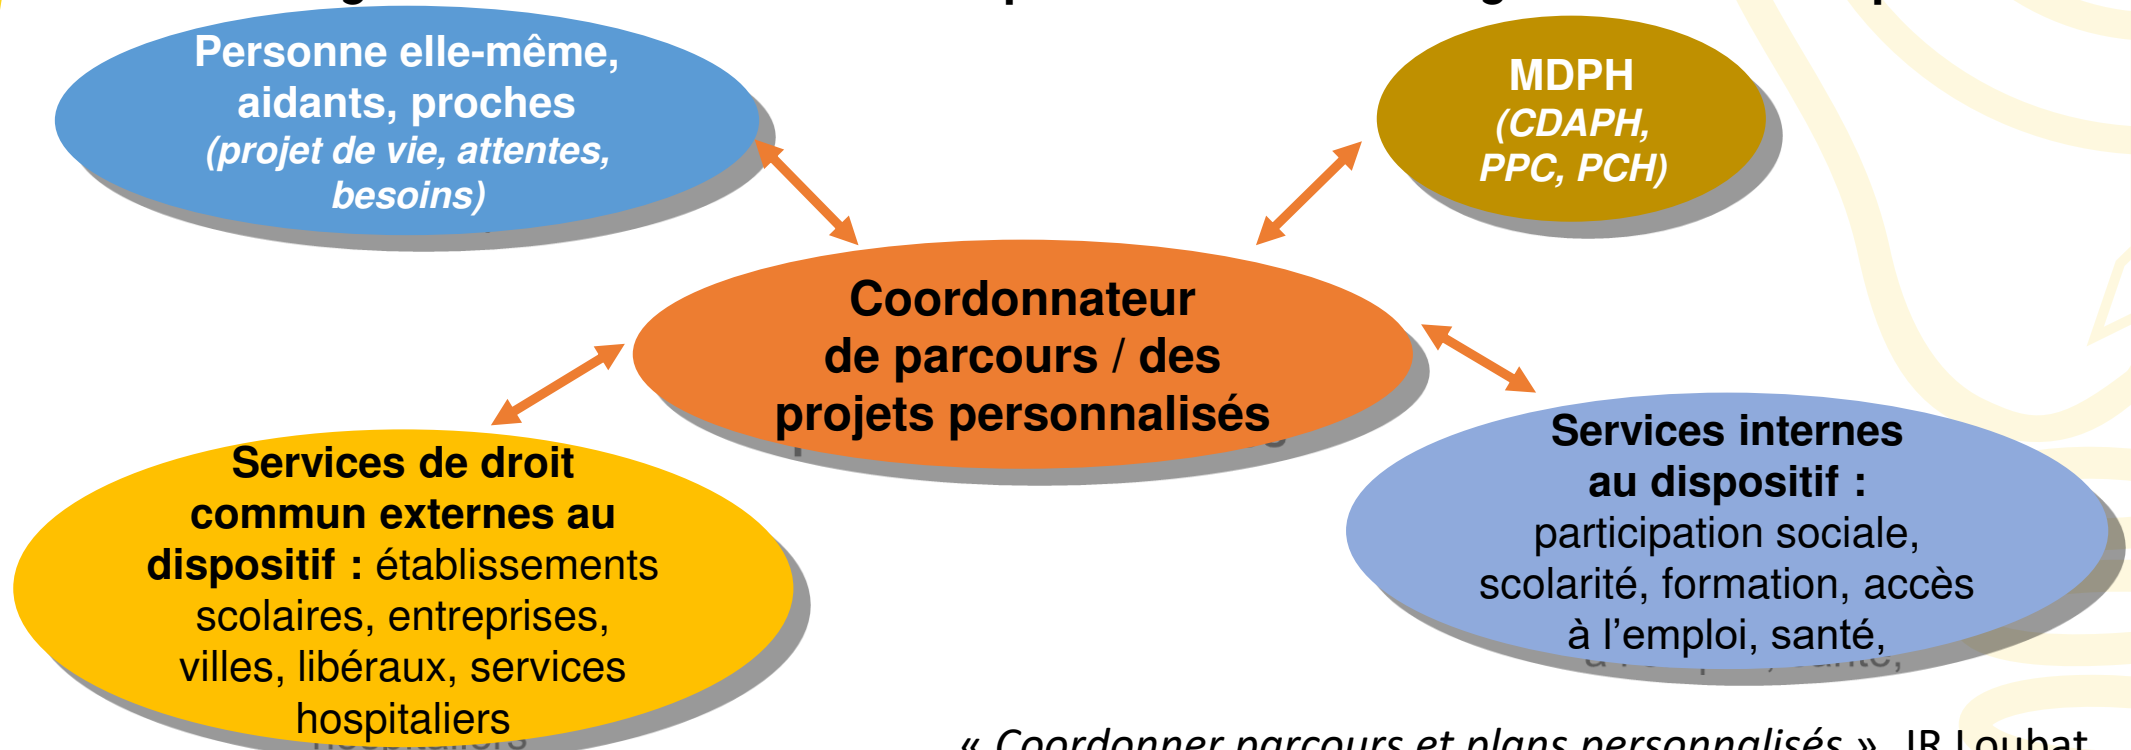 Personne elle-même,
aidants, proches
(projet de vie, attentes,
besoins)
MDPH
(CDAPH,
PPC, PCH)
Coordonnateur
de parcours / des
projets personnalisés
Services de droit
commun externes au
dispositif : établissements
scolaires, entreprises,
villes, libéraux, services
hospitaliers
Services internes
au dispositif :
participation sociale,
scolarité, formation, accès
à l’emploi, santé,
« Coordonner parcours et plans personnalisés », JR Loubat